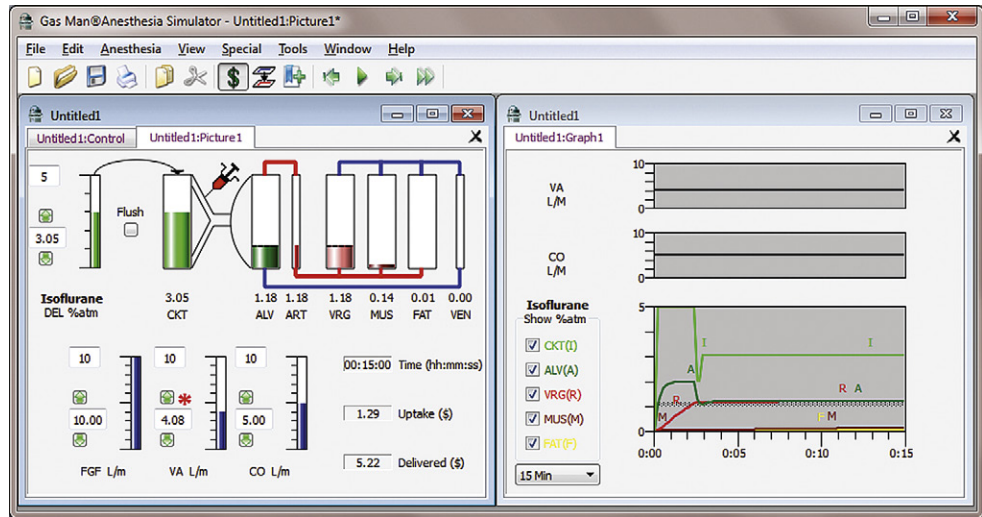 Gas Man®Anesthesia Simulator - Untitled1:Picture1*
File Edit Anesthesia View Special Tools Window Help
$
Untitled1
Untitled1:Control Untitled1:Picture1 X
5
Flush
3.05
Isoflurane 3.05 1.18 1.18 1.18 0.14 0.01 0.00
DEL %atm CKT ALV ART VRG MUS FAT VEN
10 10 10 00:15:00 Time (hh:mm:ss)
*
10.00 4.08 5.00 1.29 Uptake ($)
5.22 Delivered ($)
FGF L/m VA L/m CO L/m
Untitled1
Untitled1:Graph1 X
10
VA
L/M
0
10
CO
L/M
0
Isoflurane 5
Show %atm
CKT(I) I I
ALV(A) A
VRG(R) R R A
MUS(M) M F M
FAT(F) 0
0:00 0:05 0:10 0:15
15 Min